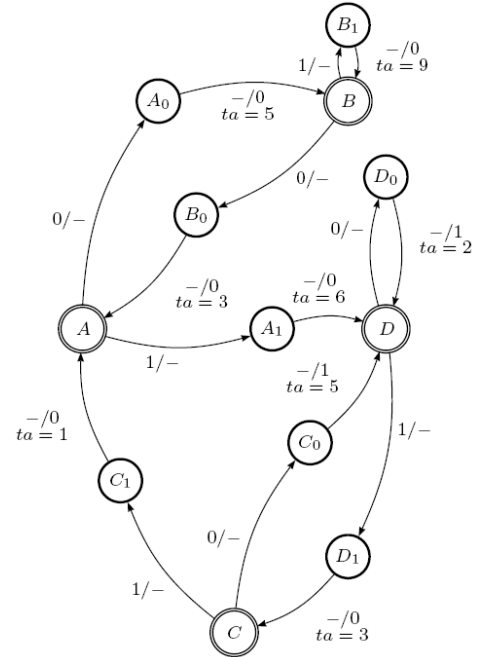 B₁
1/−
−/0
ta = 9
A₀
−/0
ta = 5
B
0/−
D₀
B₀
0/−
0/−
−/1
ta = 2
−/0
ta = 3
−/0
ta = 6
A
A₁
D
1/−
−/1
ta = 5
−/0
ta = 1
1/−
C₀
C₁
0/−
D₁
1/−
C
−/0
ta = 3